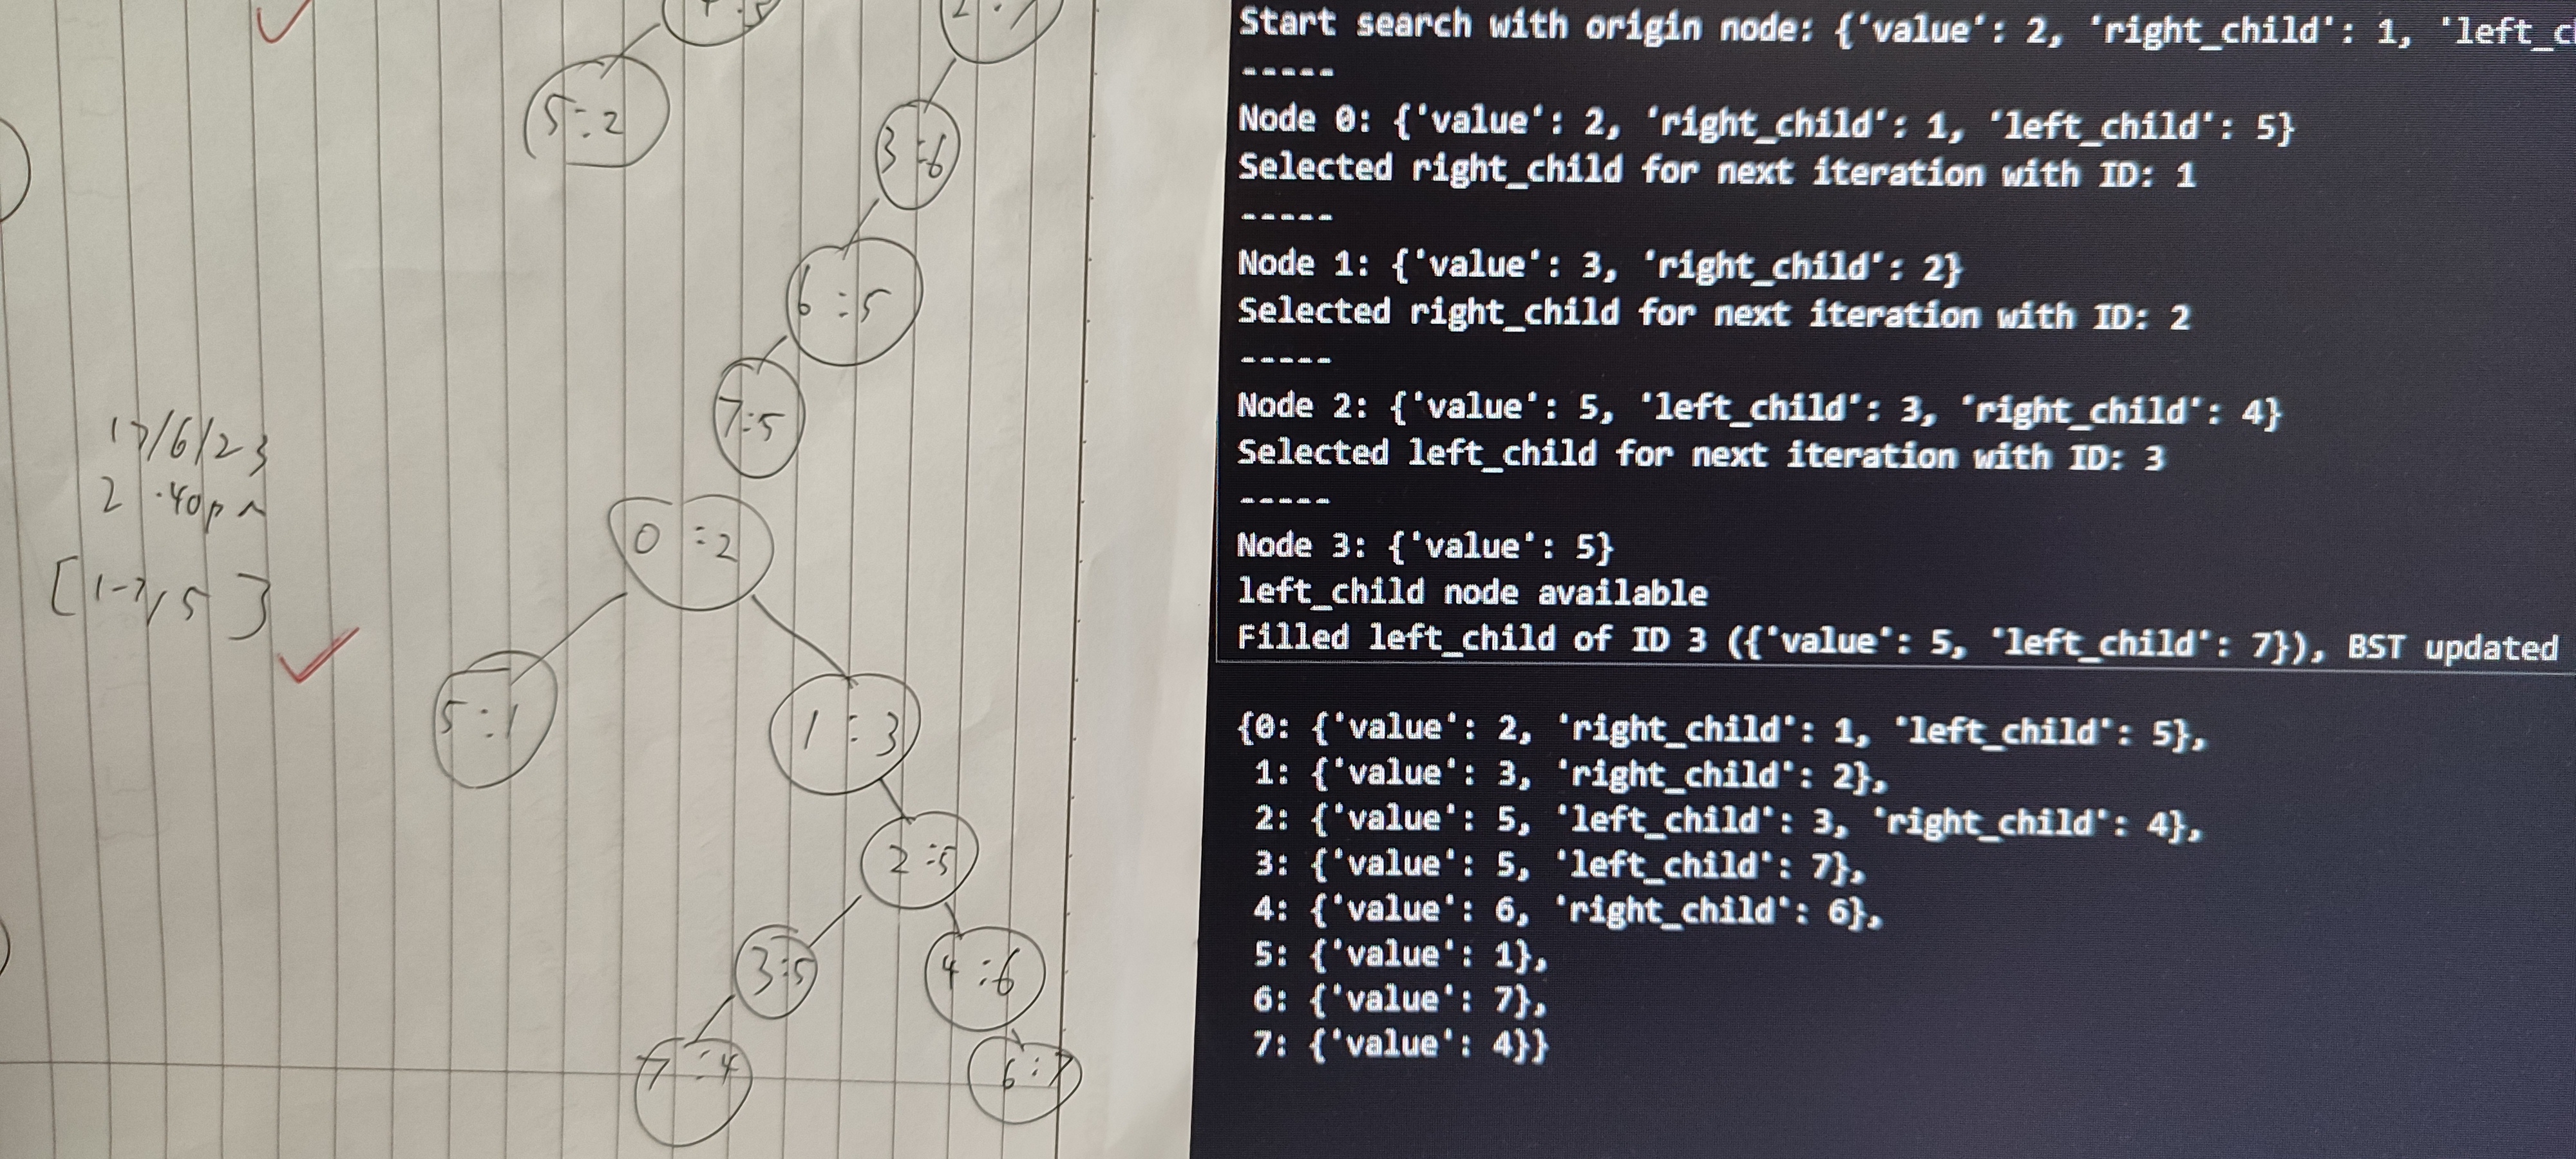 5:2
3:6
6:5
7:5
17/6/23
2.40pm
[1-7, 5]
0:2
5:1
1:3
2:5
3:5
4:6
7:4
6:7
Start search with origin node: {'value': 2, 'right_child': 1, 'left_c
-----
Node 0: {'value': 2, 'right_child': 1, 'left_child': 5}
Selected right_child for next iteration with ID: 1
-----
Node 1: {'value': 3, 'right_child': 2}
Selected right_child for next iteration with ID: 2
-----
Node 2: {'value': 5, 'left_child': 3, 'right_child': 4}
Selected left_child for next iteration with ID: 3
-----
Node 3: {'value': 5}
left_child node available
Filled left_child of ID 3 ({'value': 5, 'left_child': 7}), BST updated
{0: {'value': 2, 'right_child': 1, 'left_child': 5},
1: {'value': 3, 'right_child': 2},
2: {'value': 5, 'left_child': 3, 'right_child': 4},
3: {'value': 5, 'left_child': 7},
4: {'value': 6, 'right_child': 6},
5: {'value': 1},
6: {'value': 7},
7: {'value': 4}}